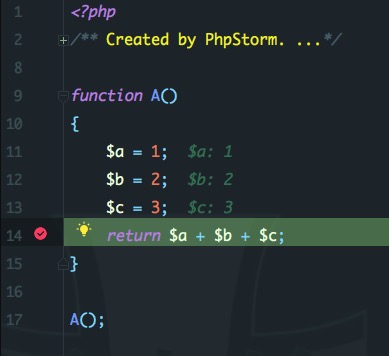 1 <?php
2 /** Created by PhpStorm. ...*/
8
9 function A()
10 {
11 $a = 1; $a: 1
12 $b = 2; $b: 2
13 $c = 3; $c: 3
14 return $a + $b + $c;
15 }
16
17 A();